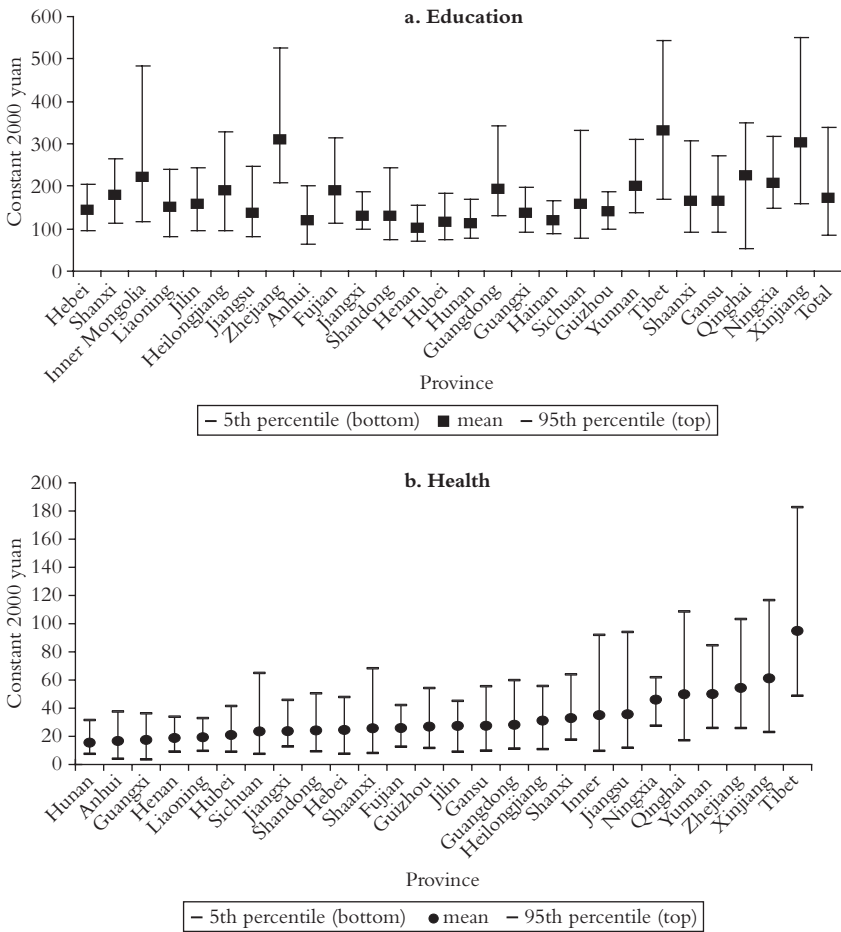 a. Education
600
500
400
300
200
100
0
Constant 2000 yuan
Hebei
Shanxi
Inner Mongolia
Liaoning
Jilin
Heilongjiang
Jiangsu
Zhejiang
Anhui
Fujian
Jiangxi
Shandong
Henan
Hubei
Hunan
Guangdong
Guangxi
Hainan
Sichuan
Guizhou
Yunnan
Tibet
Shaanxi
Gansu
Qinghai
Ningxia
Xinjiang
Total
Province
5th percentile (bottom) mean 95th percentile (top)
b. Health
200
180
160
140
120
100
80
60
40
20
0
Constant 2000 yuan
Hunan
Anhui
Guangxi
Henan
Liaoning
Hubei
Sichuan
Jiangxi
Shandong
Hebei
Shaanxi
Fujian
Guizhou
Jilin
Gansu
Guangdong
Heilongjiang
Shanxi
Inner
Jiangsu
Ningxia
Qinghai
Yunnan
Zhejiang
Xinjiang
Tibet
Province
5th percentile (bottom) mean 95th percentile (top)